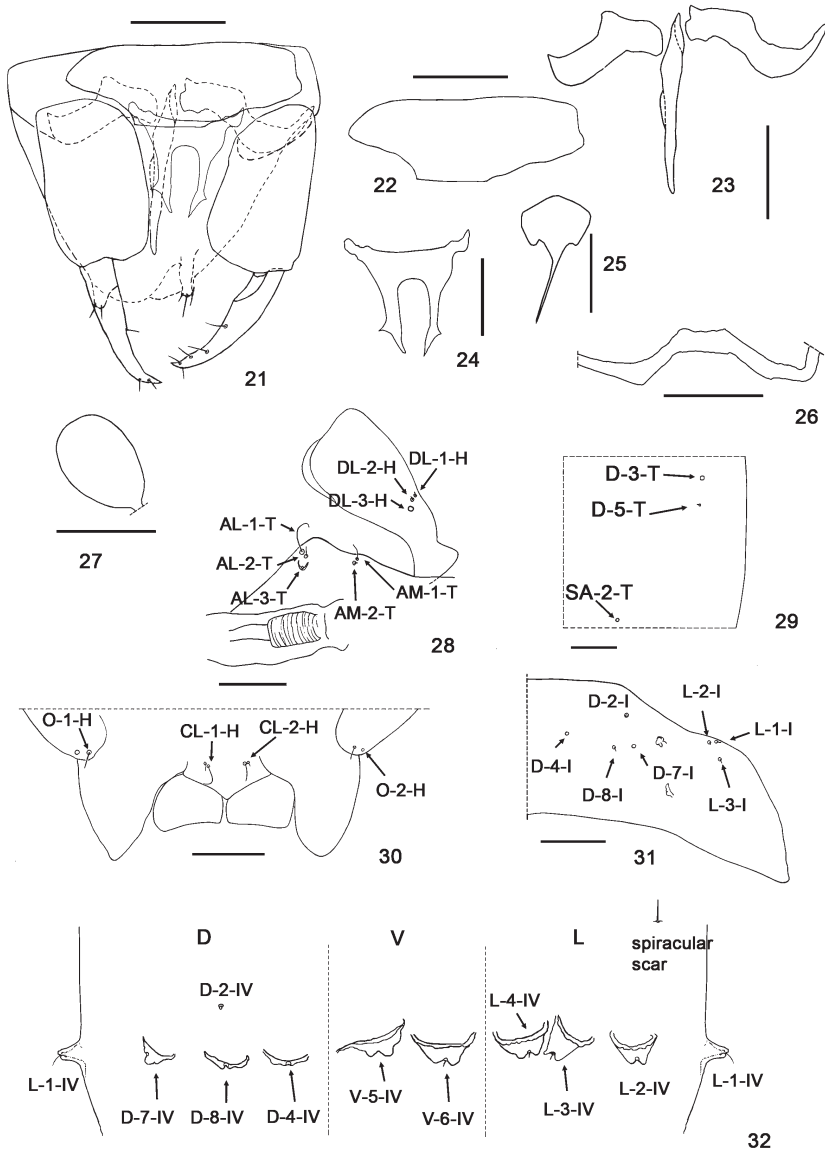 21
22
23
24
25
26
27
DL-2-H
DL-1-H
DL-3-H
AL-1-T
AL-2-T
AL-3-T
AM-1-T
AM-2-T
28
D-3-T
D-5-T
SA-2-T
29
O-1-H
CL-1-H
CL-2-H
O-2-H
30
D-2-I
L-2-I
L-1-I
D-4-I
D-8-I
D-7-I
L-3-I
31
D
V
L
spiracular
scar
D-2-IV
L-4-IV
L-1-IV
D-7-IV
D-8-IV
D-4-IV
V-5-IV
V-6-IV
L-3-IV
L-2-IV
L-1-IV
32